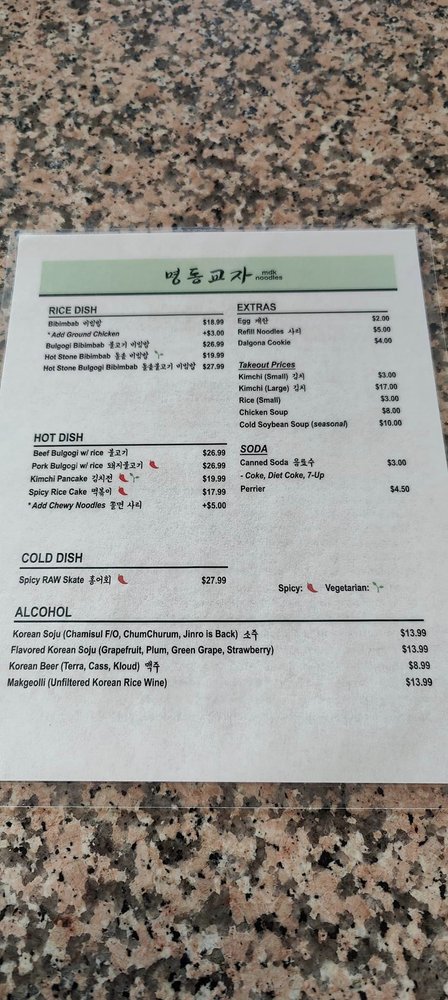 명동교자 mdk noodles
RICE DISH
Bibimbab 비빔밥 $18.99
*Add Ground Chicken +$3.00
Bulgogi Bibimbab 불고기 비빔밥 $26.99
Hot Stone Bibimbab 돌솥 비빔밥 $19.99
Hot Stone Bulgogi Bibimbab 돌솥불고기 비빔밥 $27.99
HOT DISH
Beef Bulgogi w/ rice 불고기 $26.99
Pork Bulgogi w/ rice 돼지불고기 $26.99
Kimchi Pancake 김치전 $19.99
Spicy Rice Cake 떡볶이 $17.99
*Add Chewy Noodles 쫄면 사리 +$5.00
COLD DISH
Spicy RAW Skate 홍어회 $27.99
EXTRAS
Egg 계란 $2.00
Refill Noodles 사리 $5.00
Dalgona Cookie $4.00
Takeout Prices
Kimchi (Small) 김치 $3.00
Kimchi (Large) 김치 $17.00
Rice (Small) $3.00
Chicken Soup $8.00
Cold Soybean Soup (seasonal) $10.00
SODA
Canned Soda 음료수 $3.00
- Coke, Diet Coke, 7-Up
Perrier $4.50
Spicy: Vegetarian:
ALCOHOL
Korean Soju (Chamisul F/O, ChumChurum, Jinro is Back) 소주 $13.99
Flavored Korean Soju (Grapefruit, Plum, Green Grape, Strawberry) $13.99
Korean Beer (Terra, Cass, Kloud) 맥주 $8.99
Makgeolli (Unfiltered Korean Rice Wine) $13.99